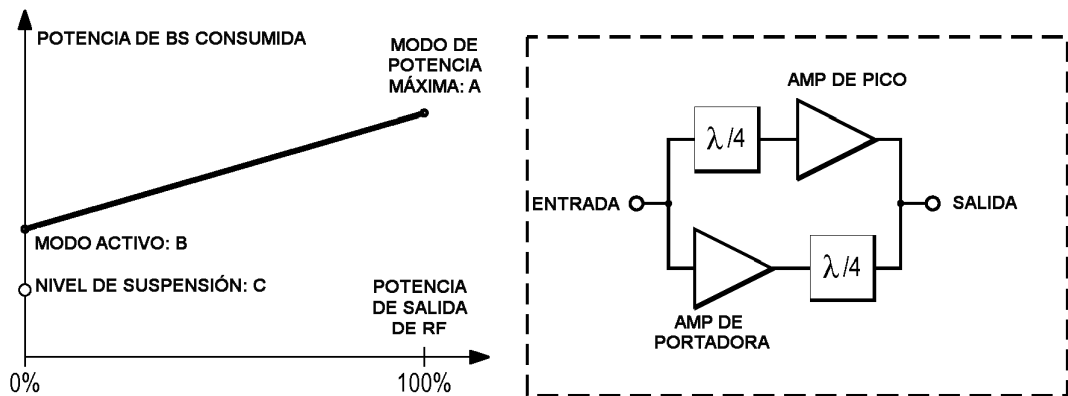 POTENCIA DE BS CONSUMIDA
MODO DE
POTENCIA
MÁXIMA: A
MODO ACTIVO: B
NIVEL DE SUSPENSIÓN: C
POTENCIA
DE SALIDA
DE RF
0%
100%
AMP DE PICO
λ/4
ENTRADA
SALIDA
λ/4
AMP DE
PORTADORA